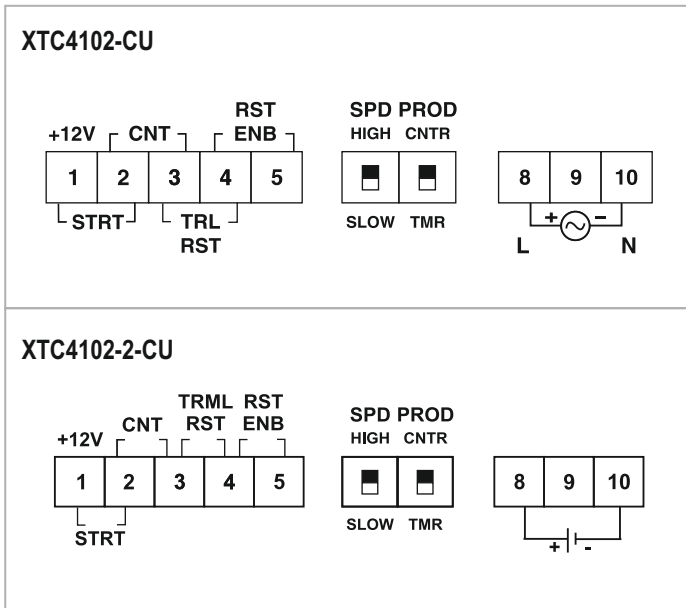 XTC4102-CU
RST SPD PROD
+12V CNT ENB HIGH CNTR
1 2 3 4 5 8 9 10
STRT TRL SLOW TMR + −
RST L N
XTC4102-2-CU
TRML RST SPD PROD
CNT RST ENB HIGH CNTR
+12V
1 2 3 4 5 8 9 10
SLOW TMR
STRT + -